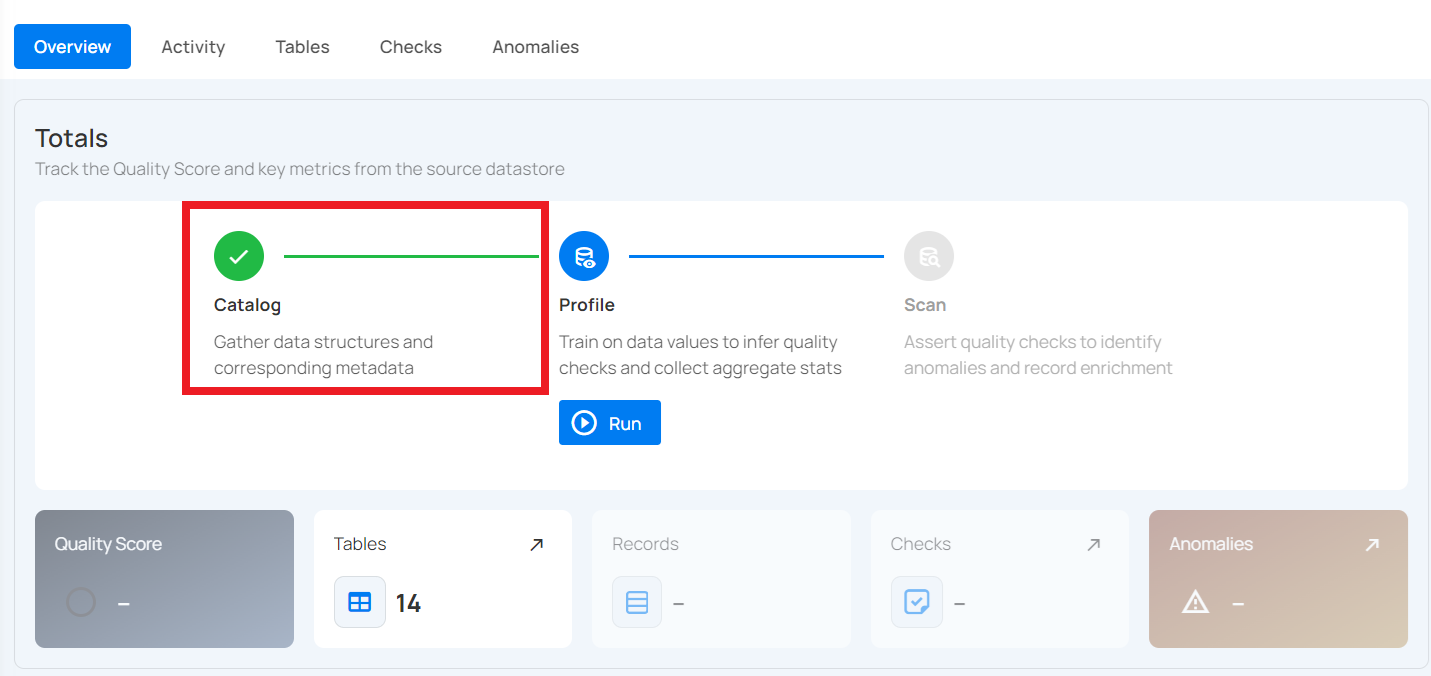 Overview Activity Tables Checks Anomalies
Totals
Track the Quality Score and key metrics from the source datastore
Catalog
Gather data structures and
corresponding metadata
Profile
Train on data values to infer quality
checks and collect aggregate stats
Run
Scan
Assert quality checks to identify
anomalies and record enrichment
Quality Score
–
Tables
14
Records
–
Checks
–
Anomalies
–